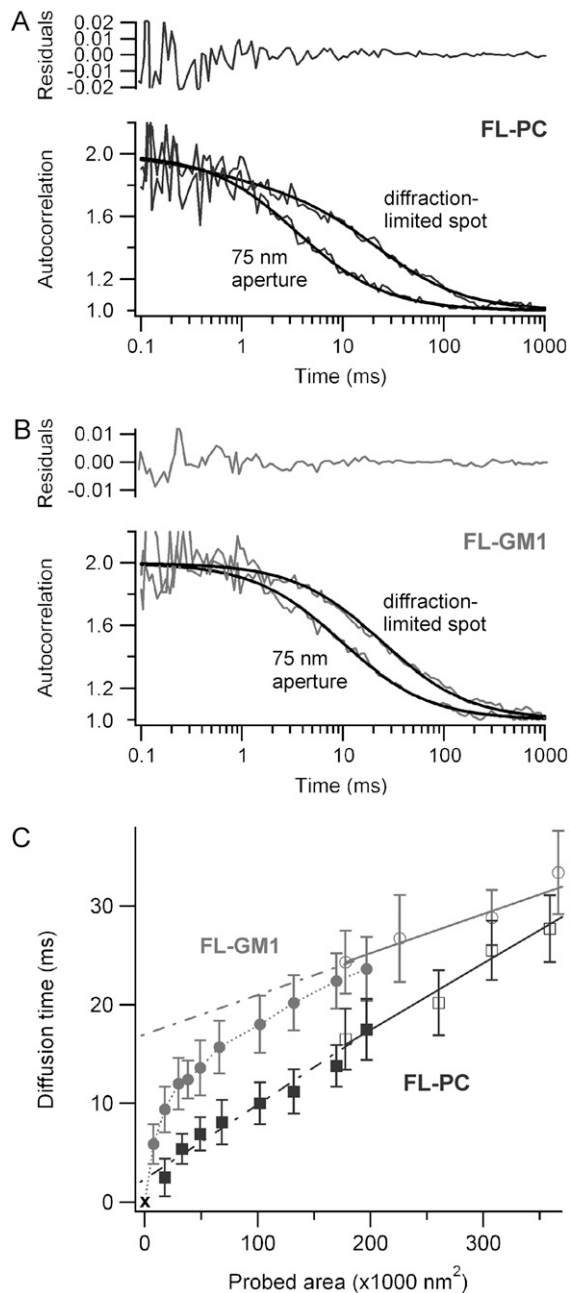 A
Residuals
0.02
0.01
0.00
-0.01
-0.02
FL-PC
Autocorrelation
2.0
1.6
1.2
1.0
diffraction-
limited spot
75 nm
aperture
0.1
1
10
100
1000
Time (ms)
B
Residuals
0.01
0.00
-0.01
FL-GM1
Autocorrelation
2.0
1.6
1.2
1.0
diffraction-
limited spot
75 nm
aperture
0.1
1
10
100
1000
Time (ms)
C
Diffusion time (ms)
30
20
10
0
FL-GM1
FL-PC
x
0
100
200
300
Probed area (x1000 nm²)